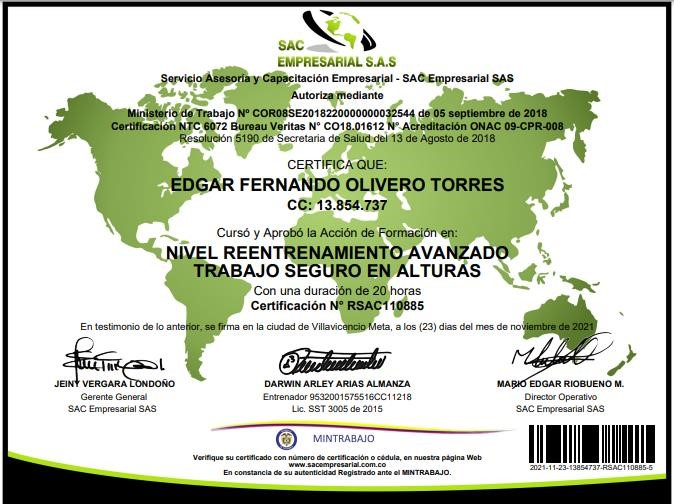 SAC
EMPRESARIAL S.A.S
Servicio Asesoría y Capacitación Empresarial - SAC Empresarial SAS
Autoriza mediante
Ministerio de Trabajo Nº COR08SE2018220000000032544 de 05 septiembre de 2018
Certificación NTC 6072 Bureau Veritas N° CO18.01612 N° Acreditación ONAC 09-CPR-008
Resolución 5190 de Secretaria de Salud del 13 de Agosto de 2018
CERTIFICA QUE:
EDGAR FERNANDO OLIVERO TORRES
CC: 13.854.737
Cursó y Aprobó la Acción de Formación en:
NIVEL REENTRENAMIENTO AVANZADO
TRABAJO SEGURO EN ALTURAS
Con una duración de 20 horas
Certificación N° RSAC110885
En testimonio de lo anterior, se firma en la ciudad de Villavicencio Meta, a los (23) dias del mes de noviembre de 2021
JEINY VERGARA LONDOÑO
Gerente General
SAC Empresarial SAS
DARWIN ARLEY ARIAS ALMANZA
Entrenador 9532001575516CC11218
Lic. SST 3005 de 2015
MARIO EDGAR RIOBUENO M.
Director Operativo
SAC Empresarial SAS
MINTRABAJO
Verifique su certificado con número de certificación o cédula, en nuestra página Web
www.sacempresarial.com.co
En constancia de su autenticidad Registrado ante el MINTRABAJO.
2021-11-23-13854737-RSAC110885-5